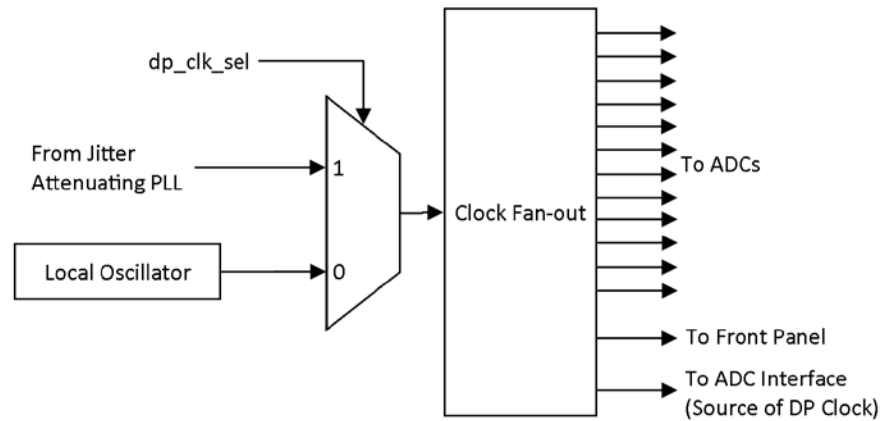 dp_clk_sel
From Jitter
Attenuating PLL
1
Local Oscillator
0
Clock Fan-out
To ADCs
To Front Panel
To ADC Interface
(Source of DP Clock)